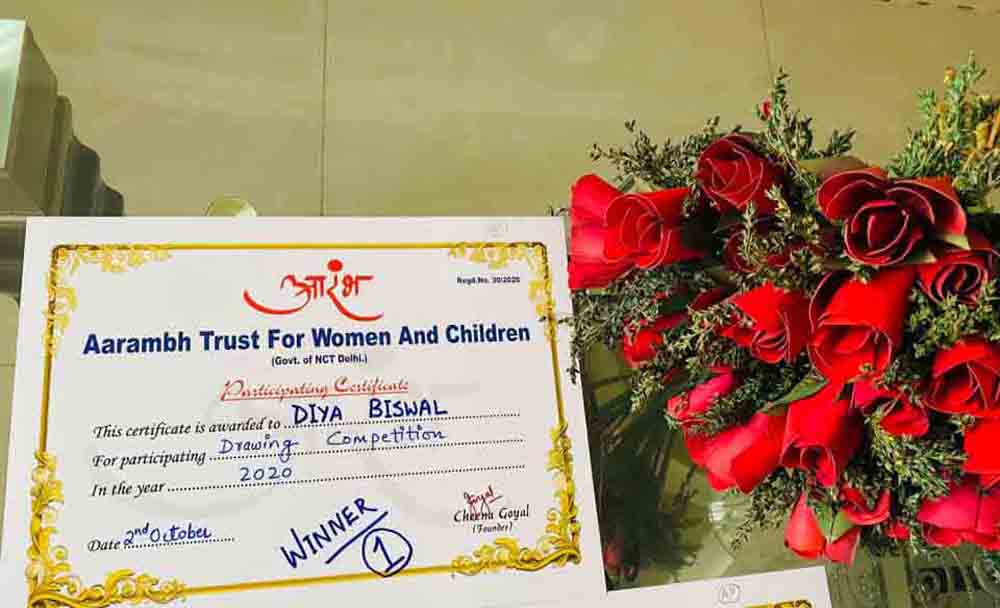 आरंभ
Regd.No. 30/2020
Aarambh Trust For Women And Children
(Govt. of NCT Delhi.)
Participating Certificate
This certificate is awarded to DIYA BISWAL
For participating Drawing Competition
In the year 2020
Cheena Goyal
(Founder)
Date 2nd October
WINNER
1